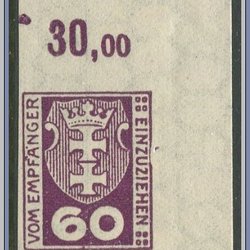 30,00
VOM EMPFÄNGER
60
EINZUZIEHEN